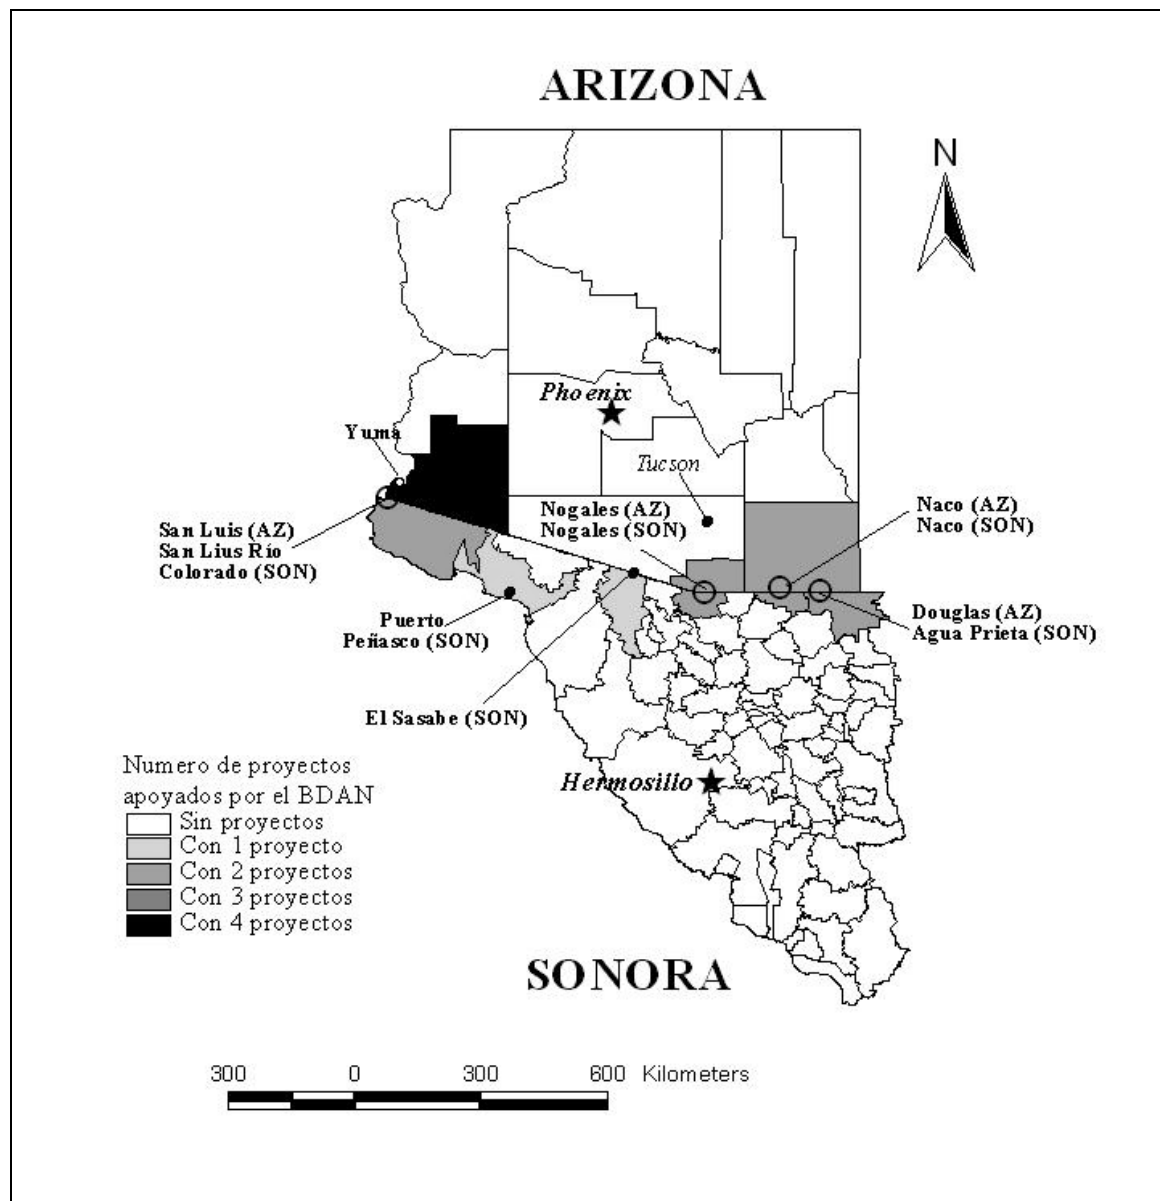 ARIZONA
N
Phoenix
Yuma
Tucson
Nogales (AZ)
Nogales (SON)
Naco (AZ)
Naco (SON)
San Luis (AZ)
San Lius Río
Colorado (SON)
Douglas (AZ)
Agua Prieta (SON)
Puerto
Peñasco (SON)
El Sasabe (SON)
Hermosillo
Numero de proyectos
apoyados por el BDAN
Sin proyectos
Con 1 proyecto
Con 2 proyectos
Con 3 proyectos
Con 4 proyectos
SONORA
300 0 300 600 Kilometers